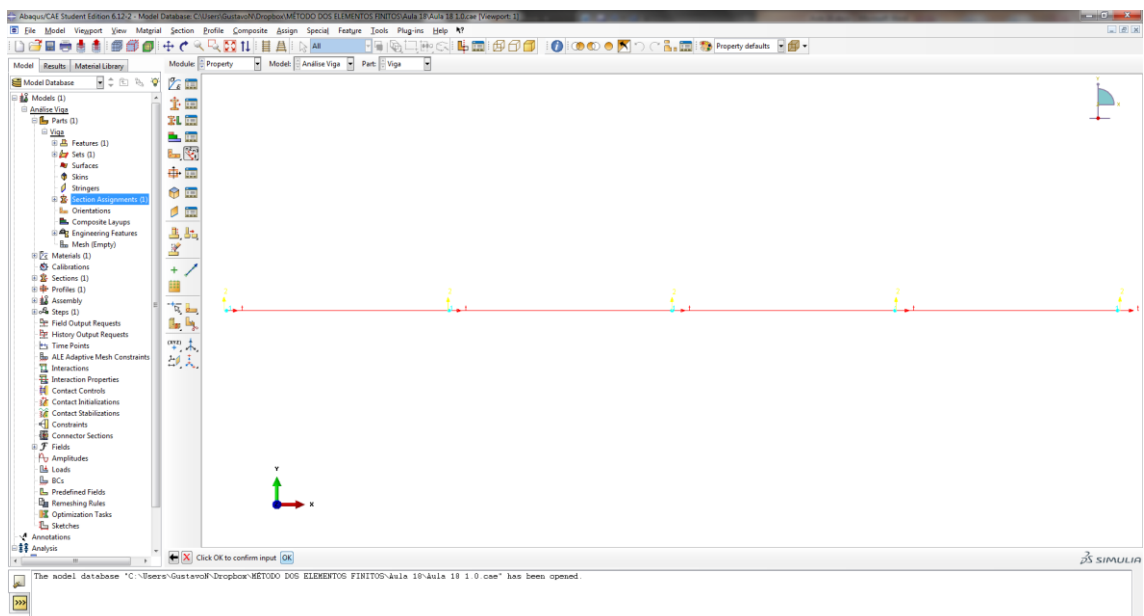 Abaqus/CAE Student Edition 6.12-2 - Model Database: C:\Users\GustavoN\Dropbox\MÉTODO DOS ELEMENTOS FINITOS\Aula 18\Aula 18 1.0.cae [Viewport: 1]
File Model Viewport View Material Section Profile Composite Assign Special Feature Tools Plug-ins Help
All Property defaults
Model Results Material Library Module: Property Model: Análise Viga Part: Viga
Model Database
Models (1)
Análise Viga
Parts (1)
Viga
Features (1)
Sets (1)
Surfaces
Skins
Stringers
Section Assignments (1)
Orientations
Composite Layups
Engineering Features
Mesh (Empty)
Materials (1)
Calibrations
Sections (1)
Profiles (1)
Assembly
Steps (1)
Field Output Requests
History Output Requests
Time Points
ALE Adaptive Mesh Constraints
Interactions
Interaction Properties
Contact Controls
Contact Initializations
Contact Stabilizations
Constraints
Connector Sections
Fields
Amplitudes
Loads
BCs
Predefined Fields
Remeshing Rules
Optimization Tasks
Sketches
Annotations
Analysis
Y
X
Click OK to confirm input OK
SIMULIA
The model database "C:\Users\GustavoN\Dropbox\MÉTODO DOS ELEMENTOS FINITOS\Aula 18\Aula 18 1.0.cae" has been opened.
>>>